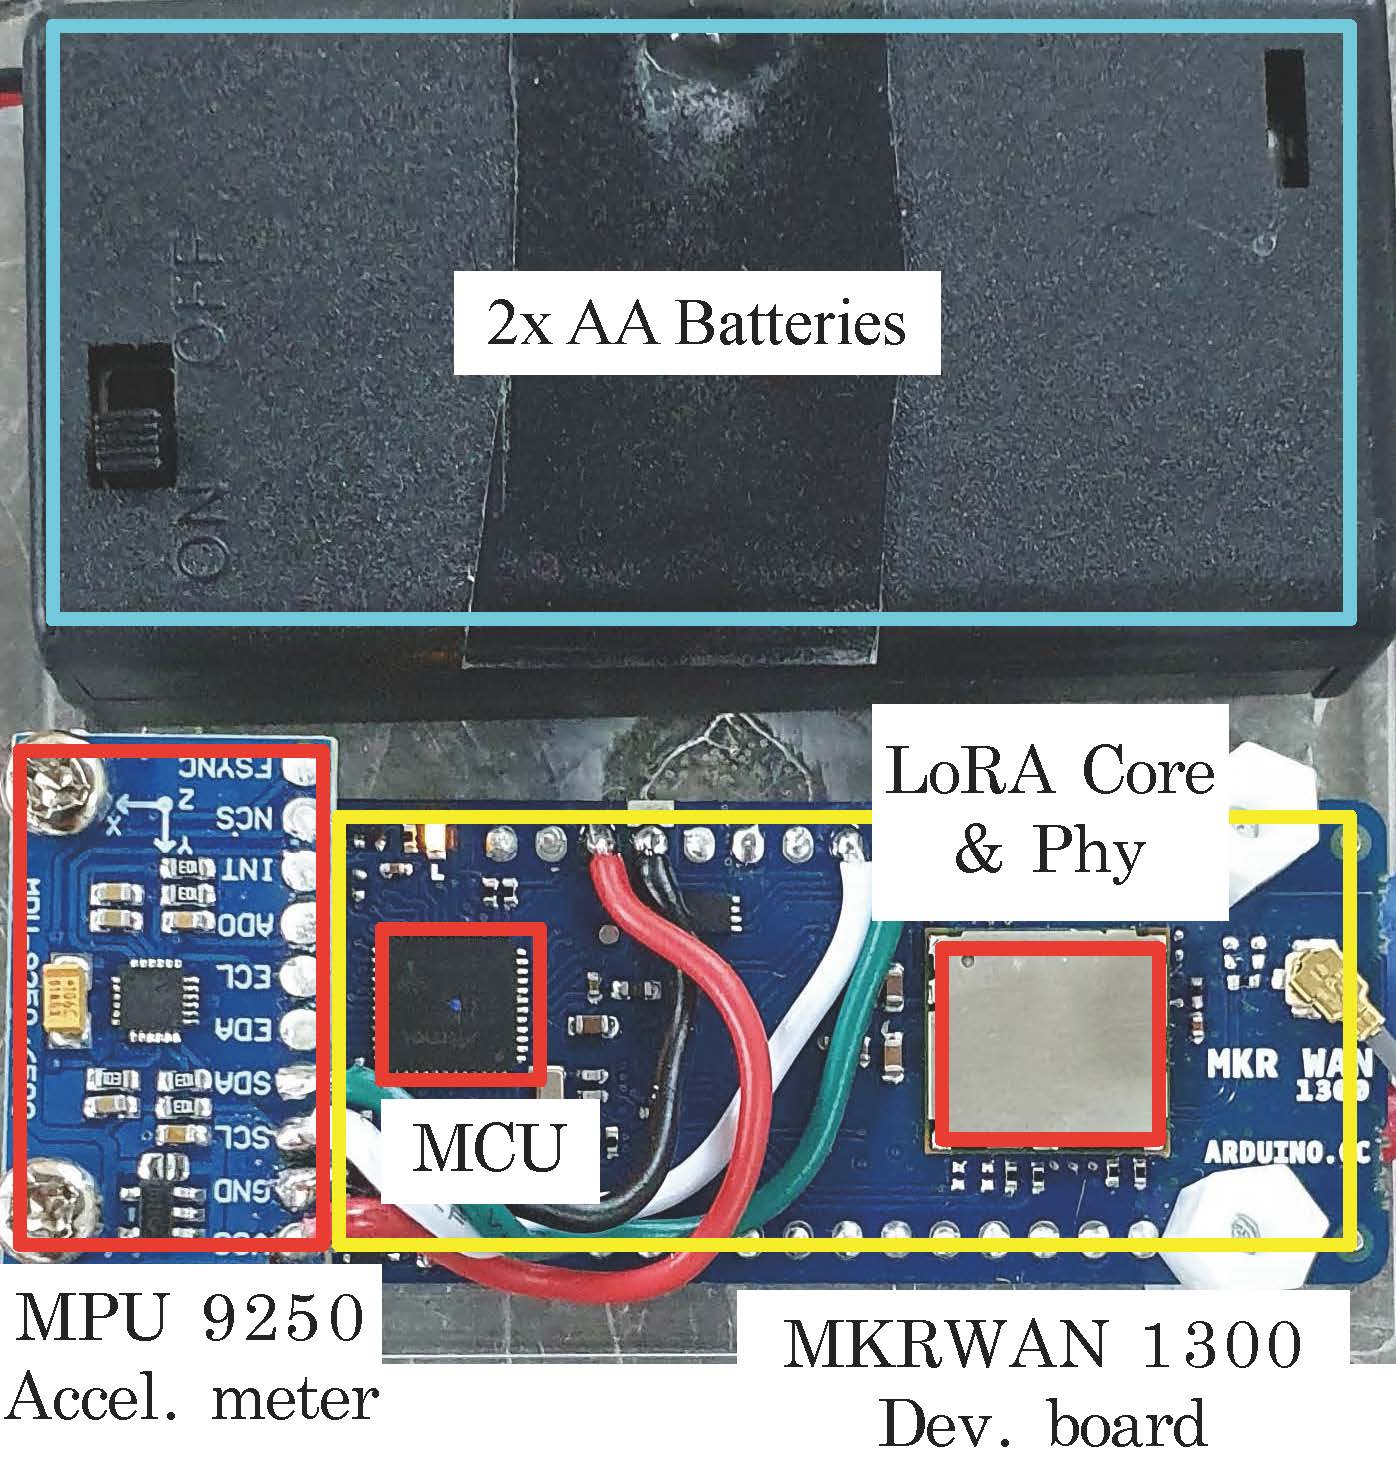 OFF
2x AA Batteries
ON
LoRA Core
& Phy
FSYNC
Z
X
Y
NCS
INT
ADO
ECL
EDA
SDA
SCL
GND
VCC
L
MCU
MKR WAN
1300
ARDUINO.CC
MPU 9250
Accel. meter
MKRWAN 1300
Dev. board